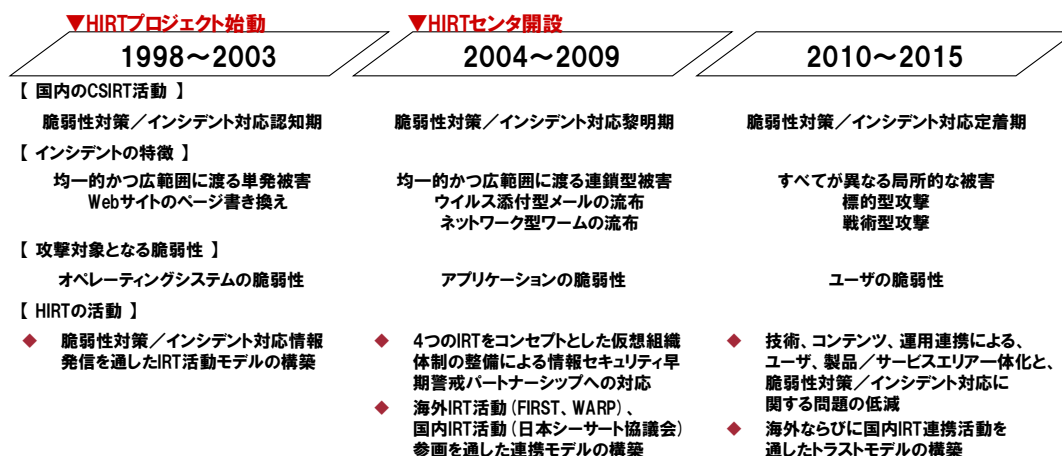 ▼HIRTプロジェクト始動
▼HIRTセンタ開設
1998～2003
2004～2009
2010～2015
【 国内のCSIRT活動 】
脆弱性対策／インシデント対応認知期
脆弱性対策／インシデント対応黎明期
脆弱性対策／インシデント対応定着期
【 インシデントの特徴 】
均一的かつ広範囲に渡る単発被害
Webサイトのページ書き換え
均一的かつ広範囲に渡る連鎖型被害
ウイルス添付型メールの流布
ネットワーク型ワームの流布
すべてが異なる局所的な被害
標的型攻撃
戦術型攻撃
【 攻撃対象となる脆弱性 】
オペレーティングシステムの脆弱性
アプリケーションの脆弱性
ユーザの脆弱性
【 HIRTの活動 】
◆ 脆弱性対策／インシデント対応情報
発信を通したIRT活動モデルの構築
◆ 4つのIRTをコンセプトとした仮想組織
体制の整備による情報セキュリティ早
期警戒パートナーシップへの対応
◆ 海外IRT活動(FIRST、WARP)、
国内IRT活動(日本シーサート協議会)
参画を通した連携モデルの構築
◆ 技術、コンテンツ、運用連携による、
ユーザ、製品／サービスエリア一体化と、
脆弱性対策／インシデント対応に
関する問題の低減
◆ 海外ならびに国内IRT連携活動を
通したトラストモデルの構築